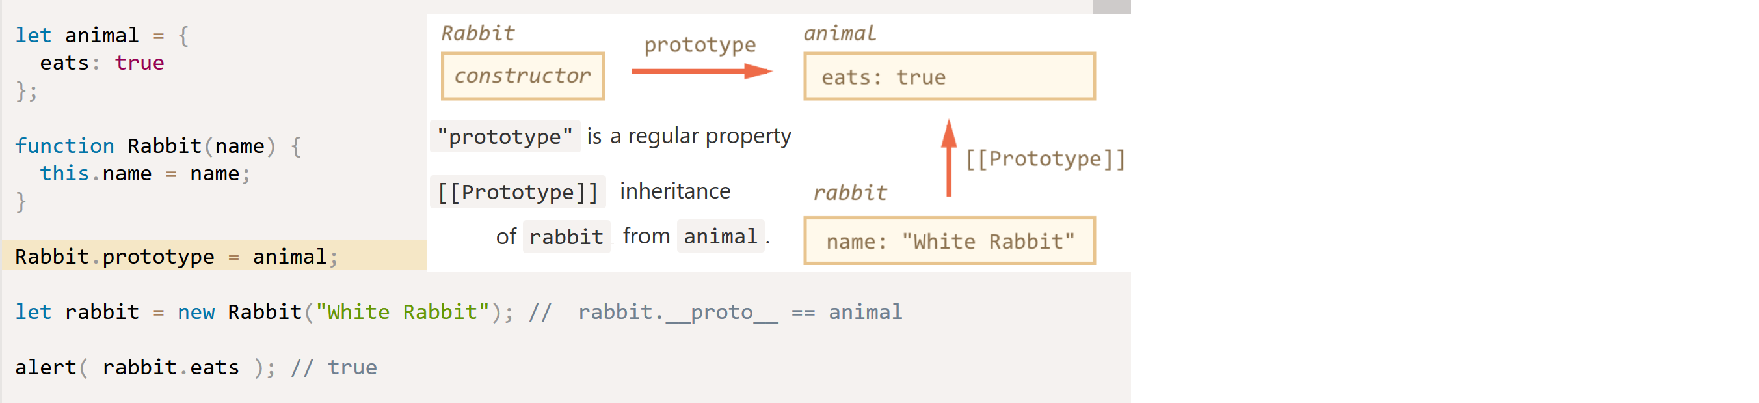 let animal = {
  eats: true
};
function Rabbit(name) {
  this.name = name;
}
Rabbit.prototype = animal;
Rabbit
constructor
prototype
animal
eats: true
"prototype" is a regular property
[[Prototype]] inheritance
of rabbit from animal.
[[Prototype]]
rabbit
name: "White Rabbit"
let rabbit = new Rabbit("White Rabbit"); //  rabbit.__proto__ == animal
alert( rabbit.eats ); // true